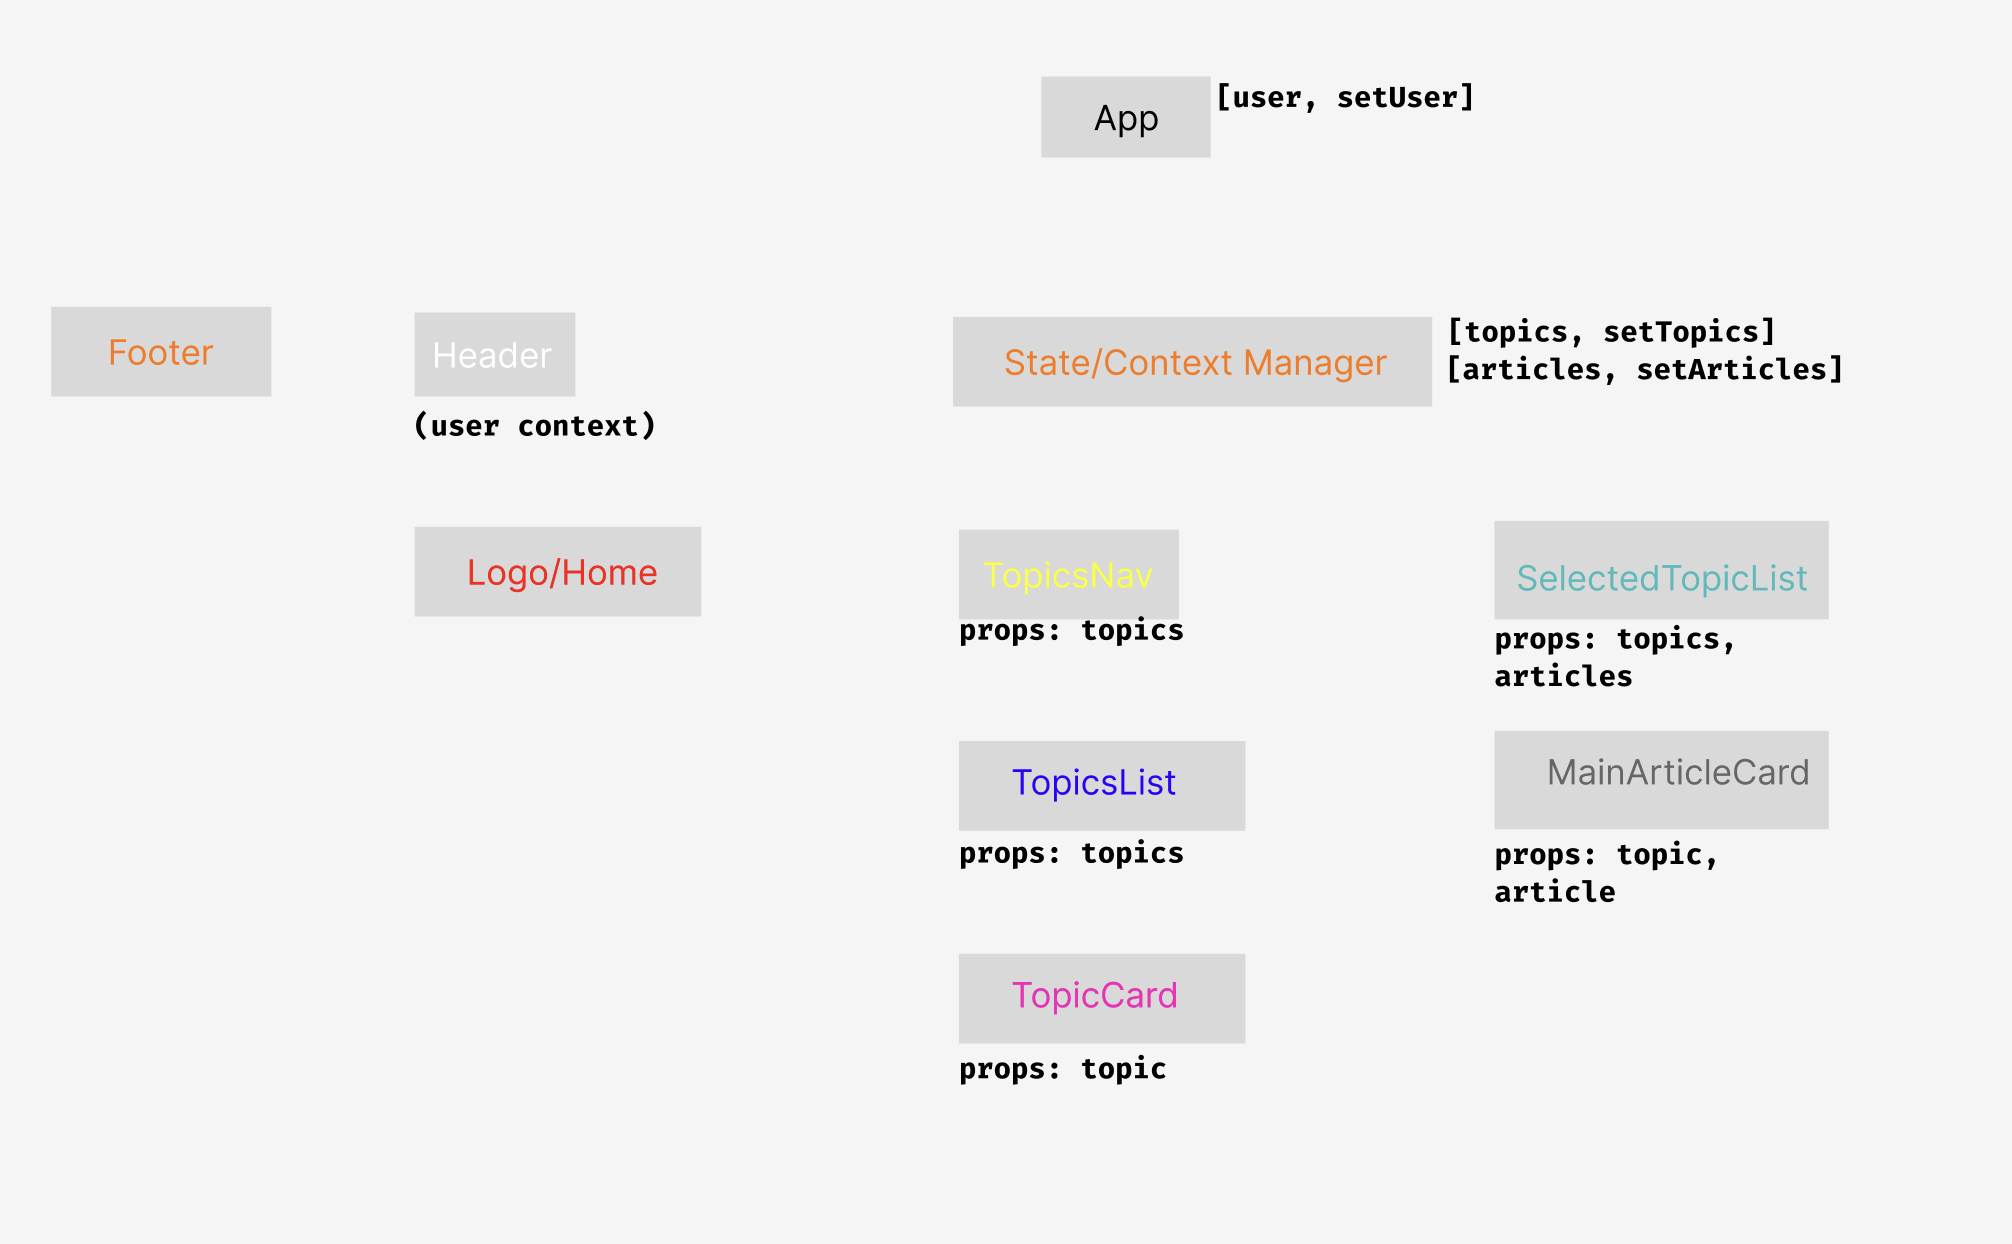 App
[user, setUser]
Footer
Header
(user context)
State/Context Manager
[topics, setTopics]
[articles, setArticles]
Logo/Home
TopicsNav
props: topics
SelectedTopicList
props: topics,
articles
TopicsList
props: topics
MainArticleCard
props: topic,
article
TopicCard
props: topic